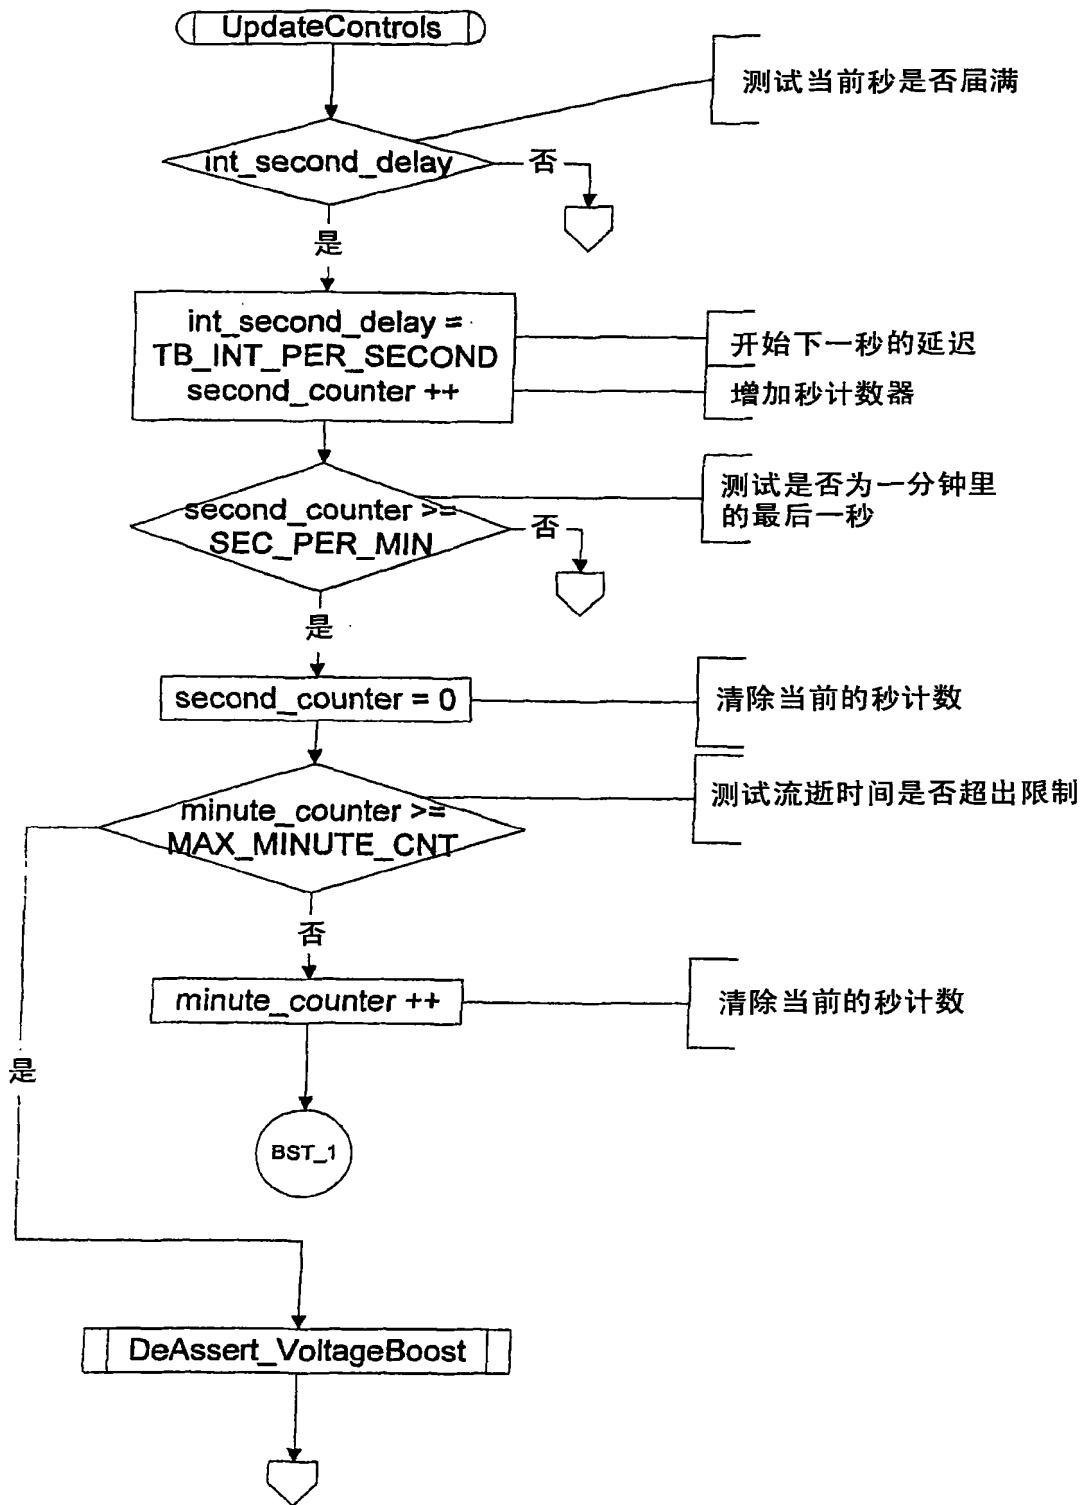 UpdateControls
测试当前秒是否届满
int_second_delay
否
是
int_second_delay =
TB_INT_PER_SECOND
second_counter ++
开始下一秒的延迟
增加秒计数器
second_counter >=
SEC_PER_MIN
否
测试是否为一分钟里
的最后一秒
是
second_counter = 0
清除当前的秒计数
minute_counter >=
MAX_MINUTE_CNT
测试流逝时间是否超出限制
否
minute_counter ++
清除当前的秒计数
是
BST_1
DeAssert_VoltageBoost